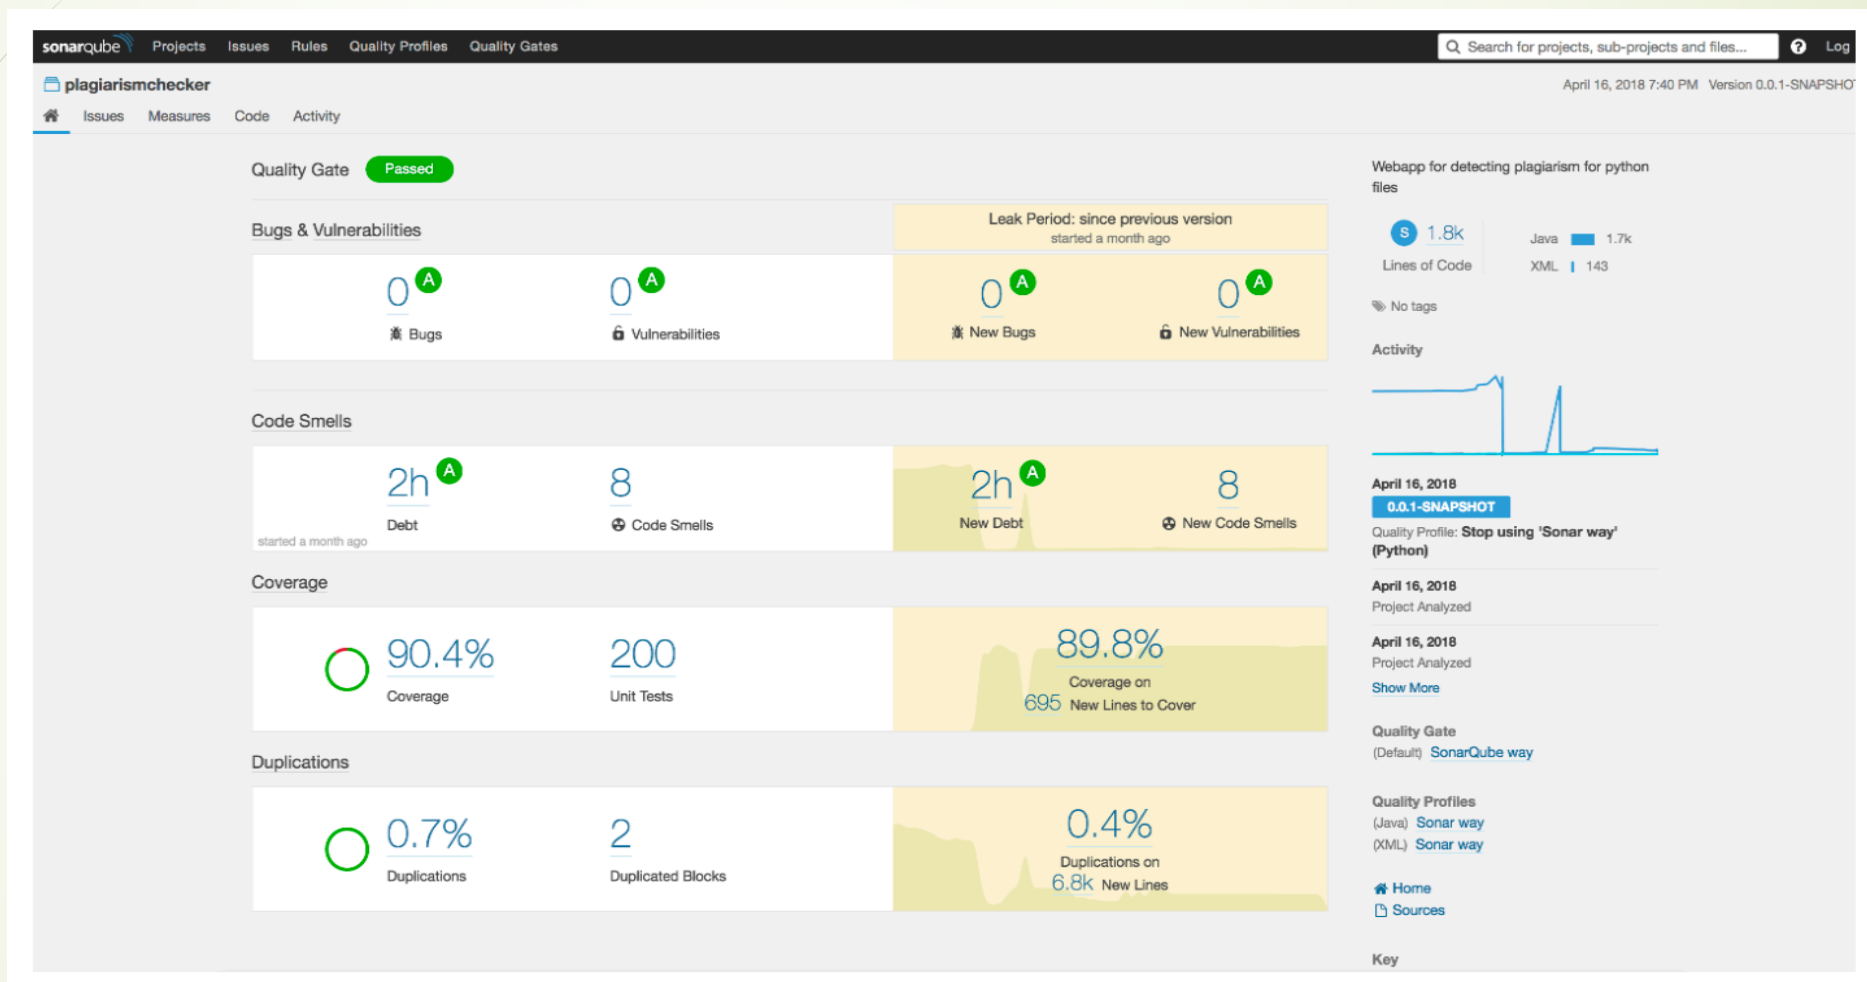 sonarqube Projects Issues Rules Quality Profiles Quality Gates Search for projects, sub-projects and files... Log
plagiarismchecker
April 16, 2018 7:40 PM Version 0.0.1-SNAPSHOT
Issues Measures Code Activity
Quality Gate Passed
Bugs & Vulnerabilities
Leak Period: since previous version
started a month ago
0 A 0 A 0 A 0 A
Bugs Vulnerabilities New Bugs New Vulnerabilities
Code Smells
2h A 8 2h A 8
Debt Code Smells New Debt New Code Smells
started a month ago
Coverage
90.4% 200 89.8%
Coverage Unit Tests Coverage on
695 New Lines to Cover
Duplications
0.7% 2 0.4%
Duplications Duplicated Blocks Duplications on
6.8k New Lines
Webapp for detecting plagiarism for python
files
S 1.8k
Lines of Code
Java 1.7k
XML 143
No tags
Activity
April 16, 2018
0.0.1-SNAPSHOT
Quality Profile: Stop using 'Sonar way'
(Python)
April 16, 2018
Project Analyzed
April 16, 2018
Project Analyzed
Show More
Quality Gate
(Default) SonarQube way
Quality Profiles
(Java) Sonar way
(XML) Sonar way
Home
Sources
Key